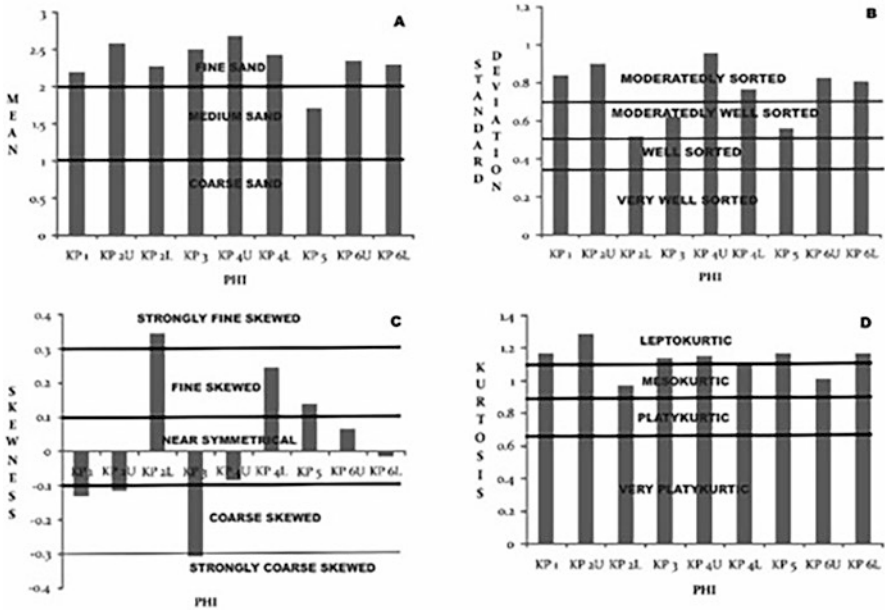 A
3
2.5
2
1.5
1
0.5
0
MEAN
FINE SAND
MEDIUM SAND
COARSE SAND
KP 1 KP 2U KP 2L KP 3 KP 4U KP 4L KP 5 KP 6U KP 6L
PHI
B
1.2
1
0.8
0.6
0.4
0.2
0
STANDARD
DEVIATION
MODERATEDLY SORTED
MODERATEDLY WELL SORTED
WELL SORTED
VERY WELL SORTED
KP 1 KP 2U KP 2L KP 3 KP 4U KP 4L KP 5 KP 6U KP 6L
PHI
C
0.4
0.3
0.2
0.1
0
-0.1
-0.2
-0.3
-0.4
SKEWNESS
STRONGLY FINE SKEWED
FINE SKEWED
NEAR SYMMETRICAL
KP 1 KP 2U KP 2L KP 3 KP 4U KP 4L KP 5 KP 6U KP 6L
COARSE SKEWED
STRONGLY COARSE SKEWED
PHI
D
1.4
1.2
1
0.8
0.6
0.4
0.2
0
KURTOSIS
LEPTOKURTIC
MESOKURTIC
PLATYKURTIC
VERY PLATYKURTIC
KP 1 KP 2U KP 2L KP 3 KP 4U KP 4L KP 5 KP 6U KP 6L
PHI